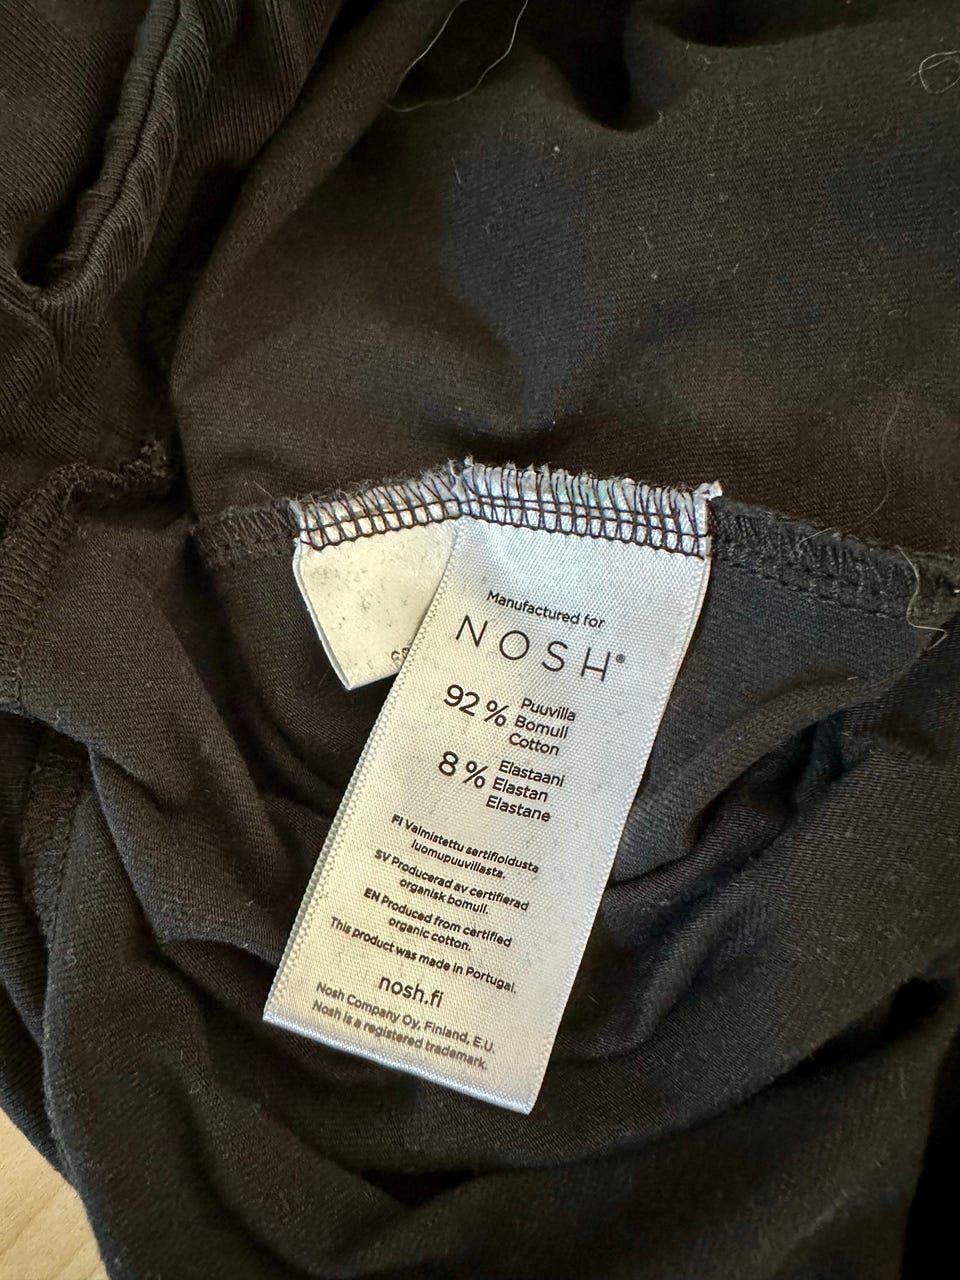 Manufactured for
NOSH®
92 % Puuvilla
Bomull
Cotton
8 % Elastaani
Elastan
Elastane
FI Valmistettu sertifioidusta
luomupuuvillasta.
SV Producerad av certifierad
organisk bomull.
EN Produced from certified
organic cotton.
This product was made in Portugal.
nosh.fi
Nosh Company Oy, Finland, E.U.
Nosh is a registered trademark.